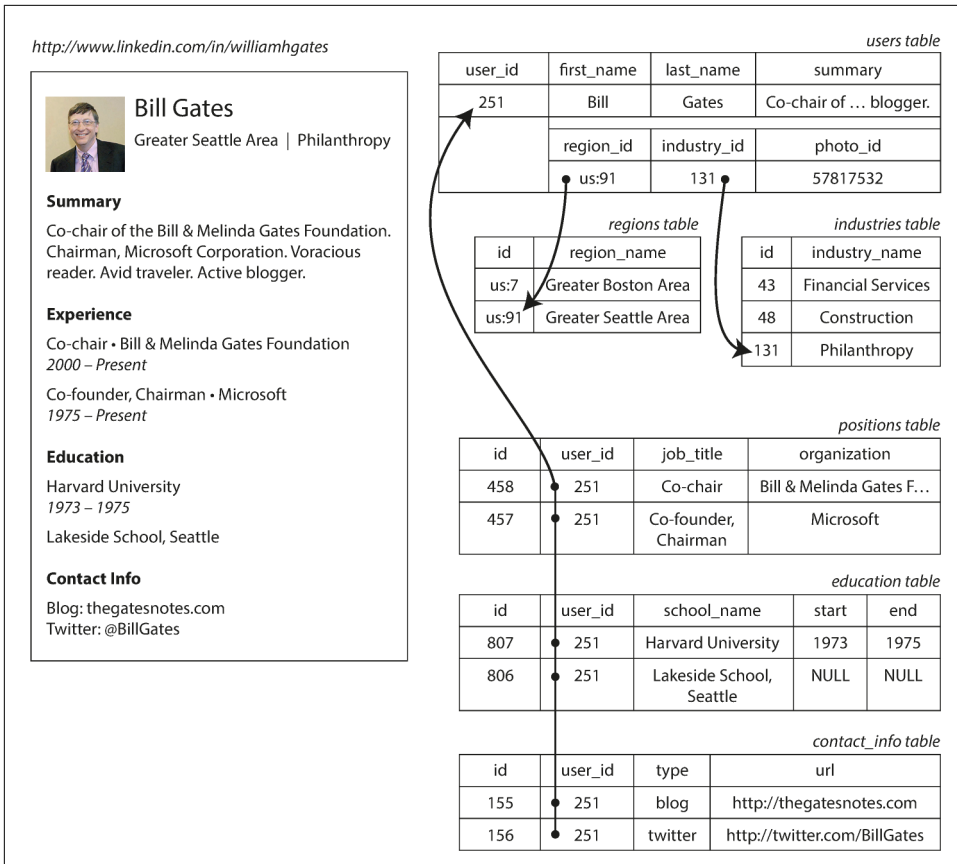 http://www.linkedin.com/in/williamhgates
Bill Gates
Greater Seattle Area | Philanthropy
Summary
Co-chair of the Bill & Melinda Gates Foundation.
Chairman, Microsoft Corporation. Voracious
reader. Avid traveler. Active blogger.
Experience
Co-chair • Bill & Melinda Gates Foundation
2000 – Present
Co-founder, Chairman • Microsoft
1975 – Present
Education
Harvard University
1973 – 1975
Lakeside School, Seattle
Contact Info
Blog: thegatesnotes.com
Twitter: @BillGates
users table
user_id first_name last_name summary
251 Bill Gates Co-chair of … blogger.
region_id industry_id photo_id
us:91 131 57817532
regions table
id region_name
us:7 Greater Boston Area
us:91 Greater Seattle Area
industries table
id industry_name
43 Financial Services
48 Construction
131 Philanthropy
positions table
id user_id job_title organization
458 251 Co-chair Bill & Melinda Gates F…
457 251 Co-founder, Microsoft
Chairman
education table
id user_id school_name start end
807 251 Harvard University 1973 1975
806 251 Lakeside School, NULL NULL
Seattle
contact_info table
id user_id type url
155 251 blog http://thegatesnotes.com
156 251 twitter http://twitter.com/BillGates